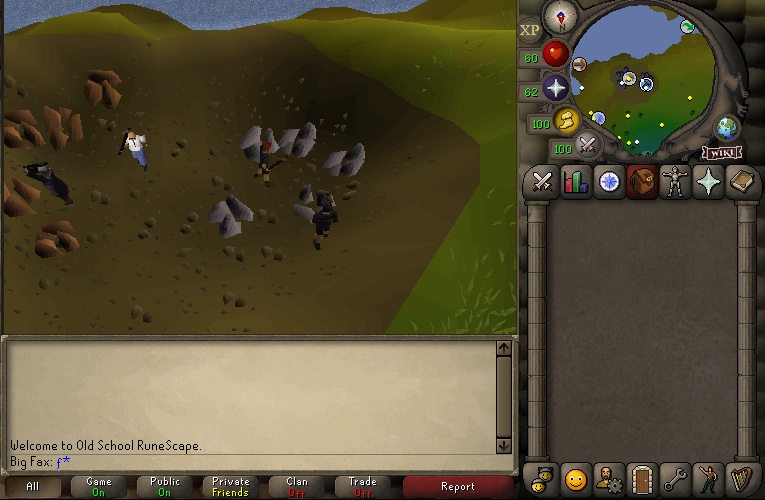 XP
N
60
62
100
100
WIKI
Welcome to Old School RuneScape.
Big Fax: f*
All
Game
On
Public
On
Private
Friends
Clan
Off
Trade
Off
Report